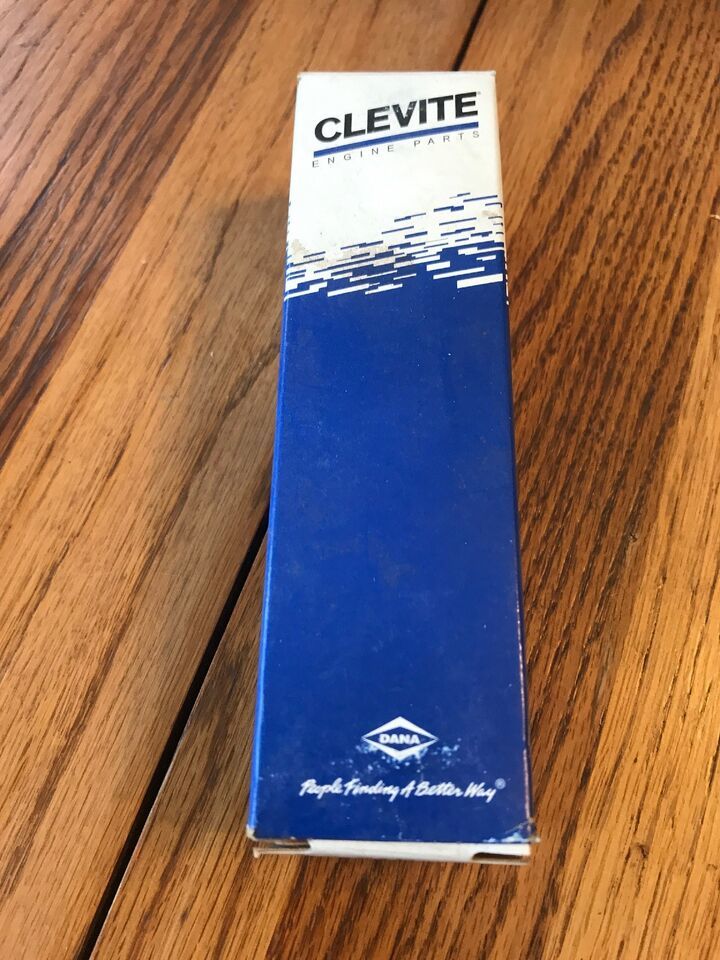 CLEVITE®
ENGINE PARTS
DANA
People Finding A Better Way®